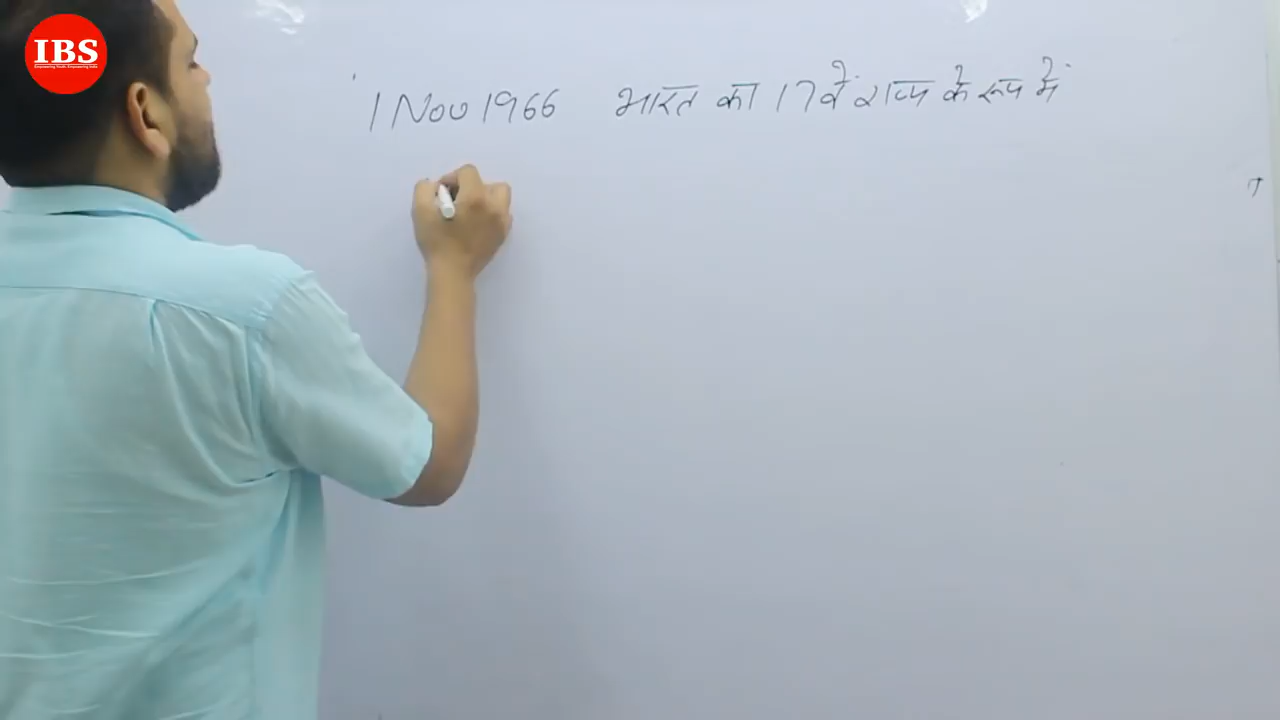 IBS
1 Nov 1966 भारत का 17वें राज्य के रूप में